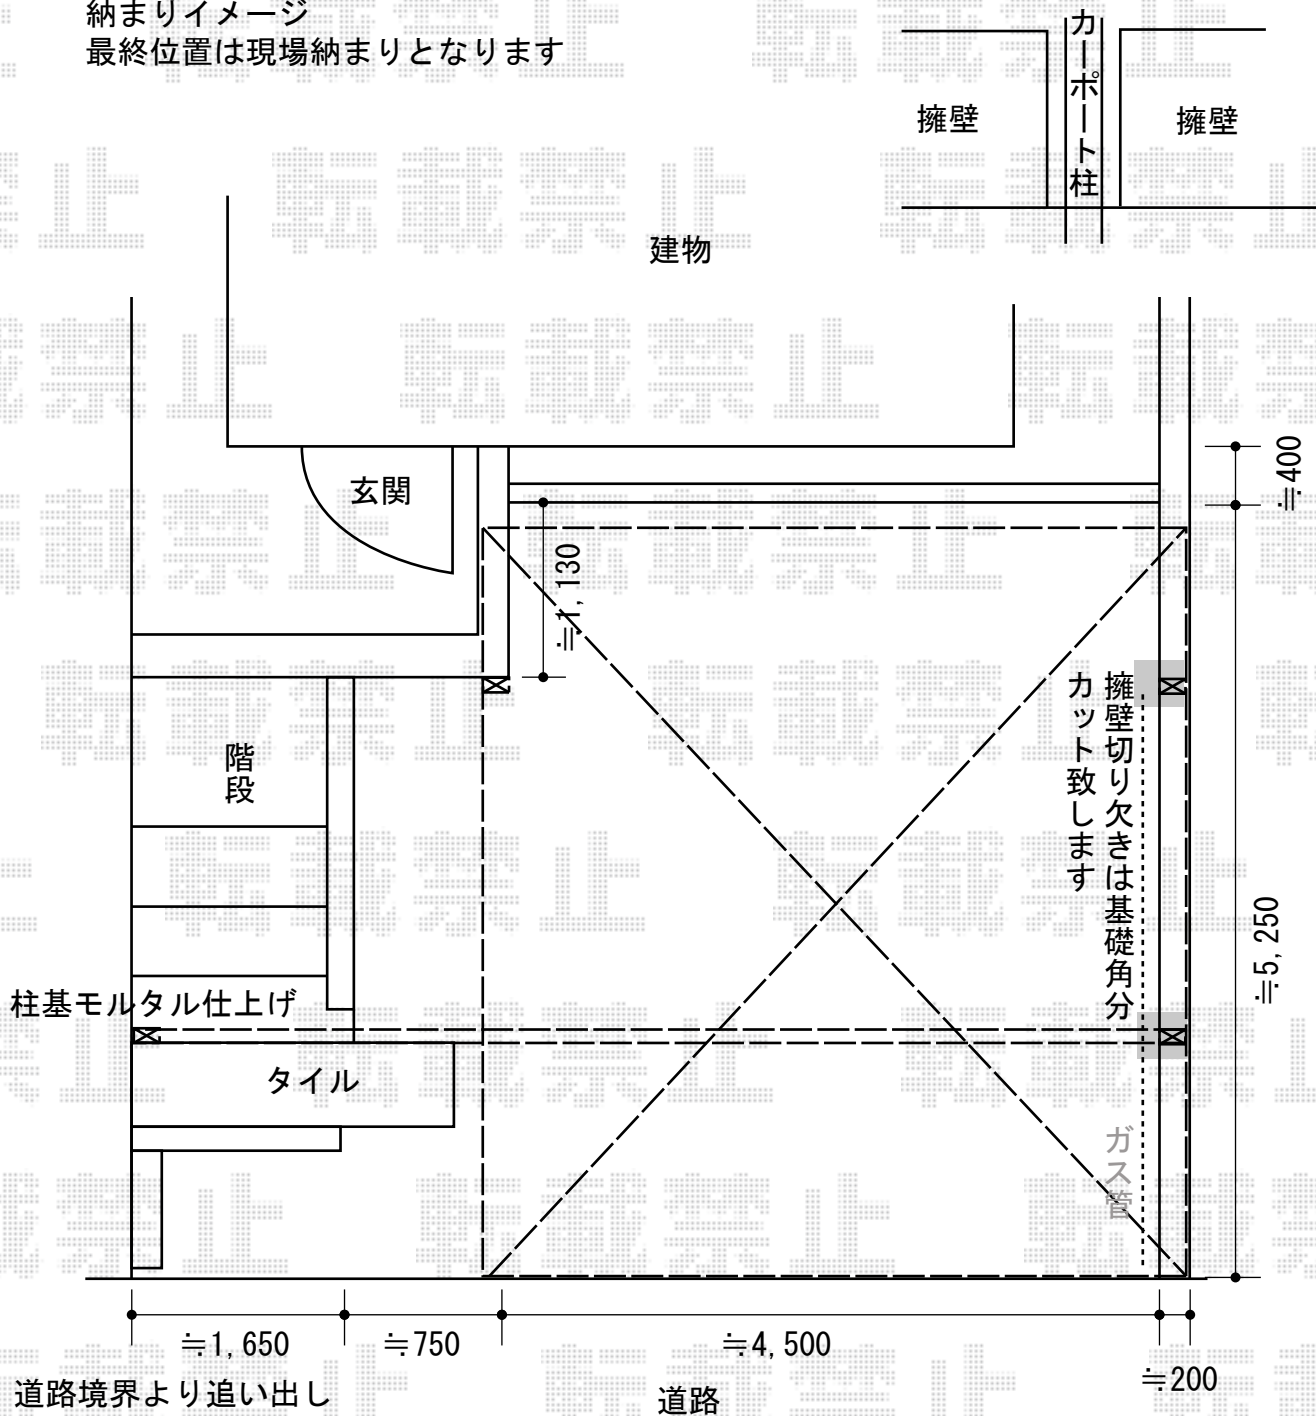 納まりイメージ
最終位置は現場納まりとなります
カーポート柱
擁壁
擁壁
建物
玄関
≒400
≒1,130
擁壁切り欠きは基礎角分
カット致します
階段
≒5,250
柱基モルタル仕上げ
タイル
ガス管
≒1,650
≒750
≒4,500
≒200
道路境界より追い出し
道路
転載禁止